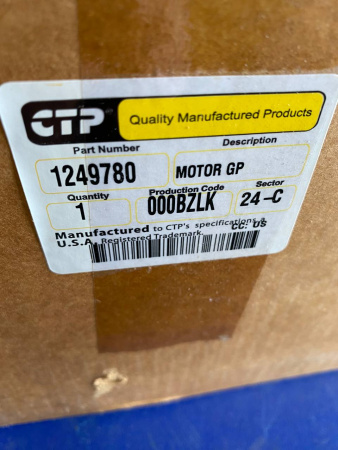 CTP
Quality Manufactured Products
Part Number
Description
1249780
MOTOR GP
Quantity
Production Code
Sector
1
000BZLK
24-C
Manufactured to CTP's specifications
CC: US
U.S.A. Registered Trademark.